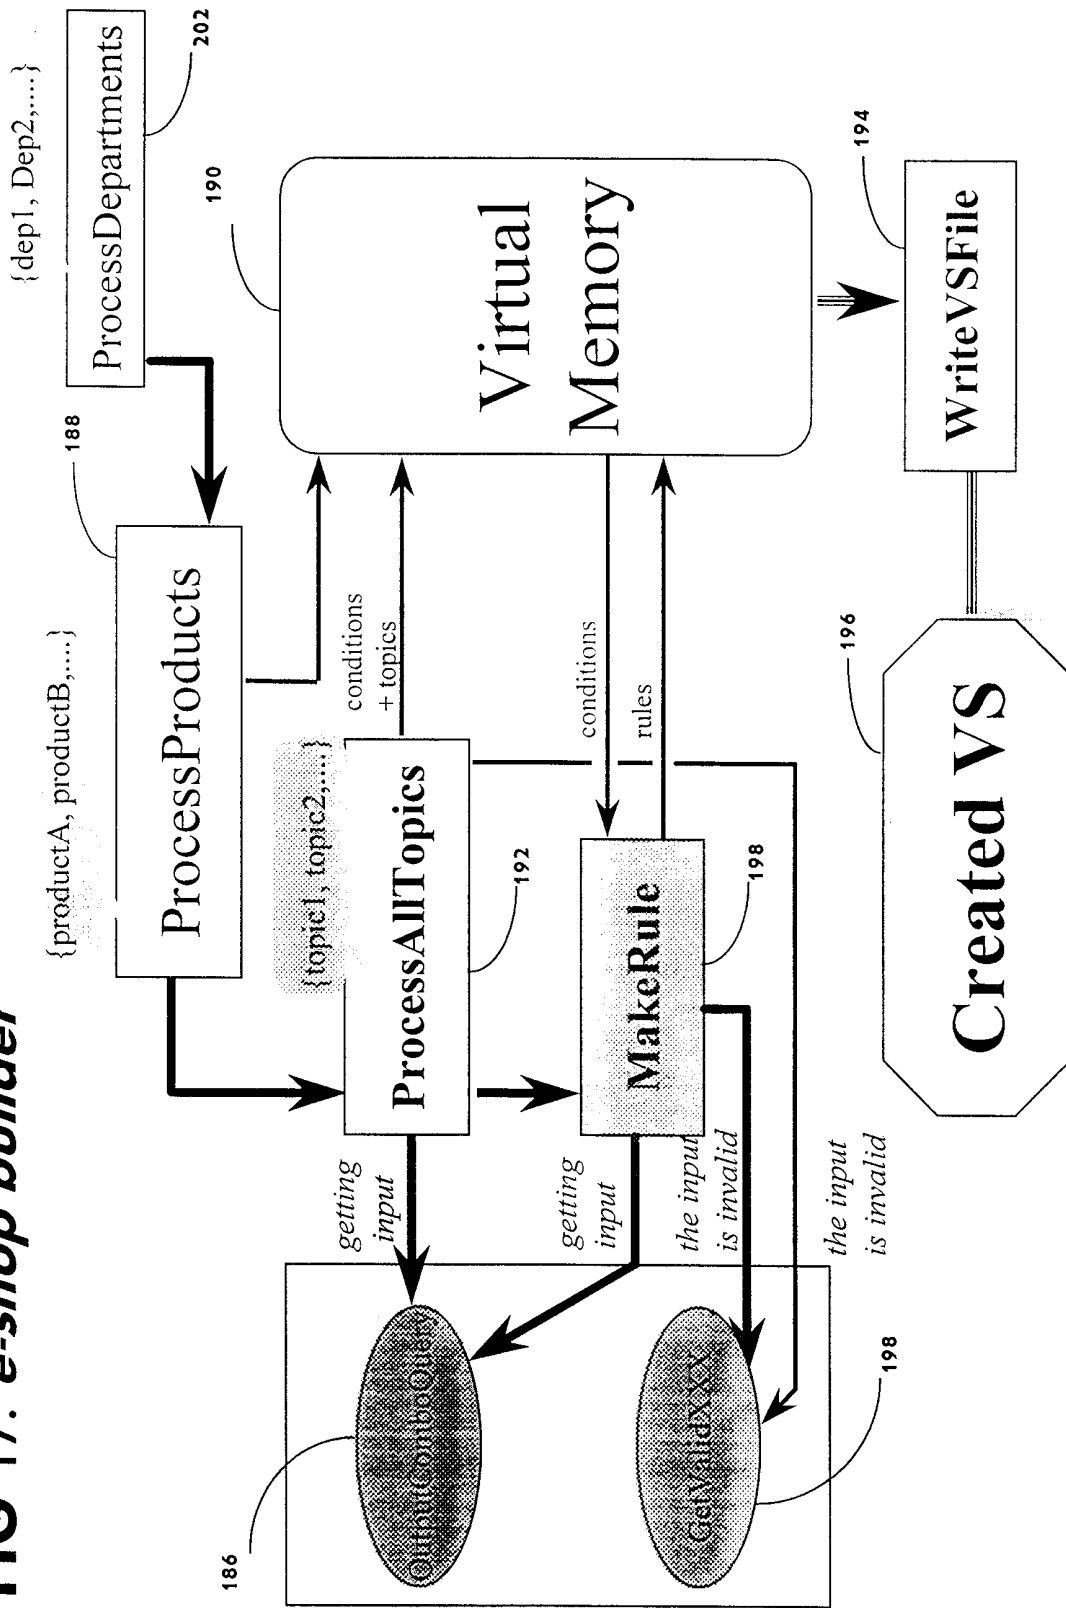 FIG 17: e-shop builder
{dep1, Dep2,....}
ProcessDepartments
202
{productA, productB,....}
188
ProcessProducts
190
Virtual
Memory
conditions
+ topics
{topic1, topic2,....}
ProcessAllTopics
192
getting
input
186
OutputComboQuery
conditions
rules
MakeRule
198
getting
input
the input
is invalid
GetValidXXX
198
the input
is invalid
194
WriteVSFile
196
Created VS